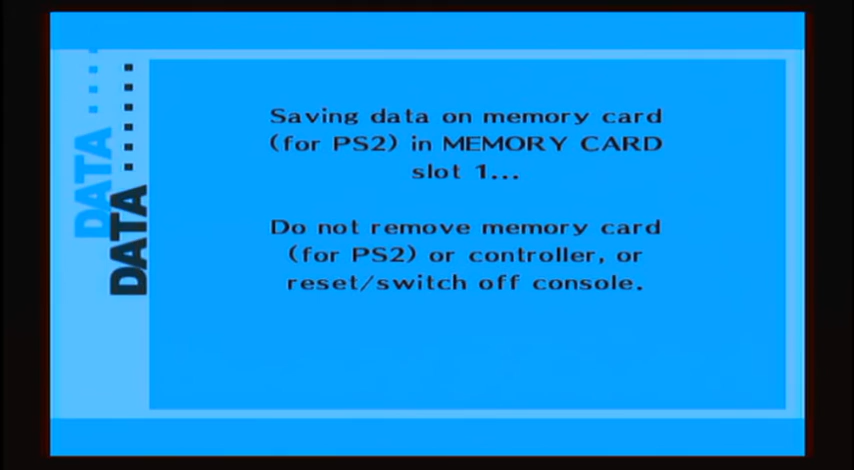 DATA
DATA
Saving data on memory card
(for PS2) in MEMORY CARD
slot 1...
Do not remove memory card
(for PS2) or controller, or
reset/switch off console.